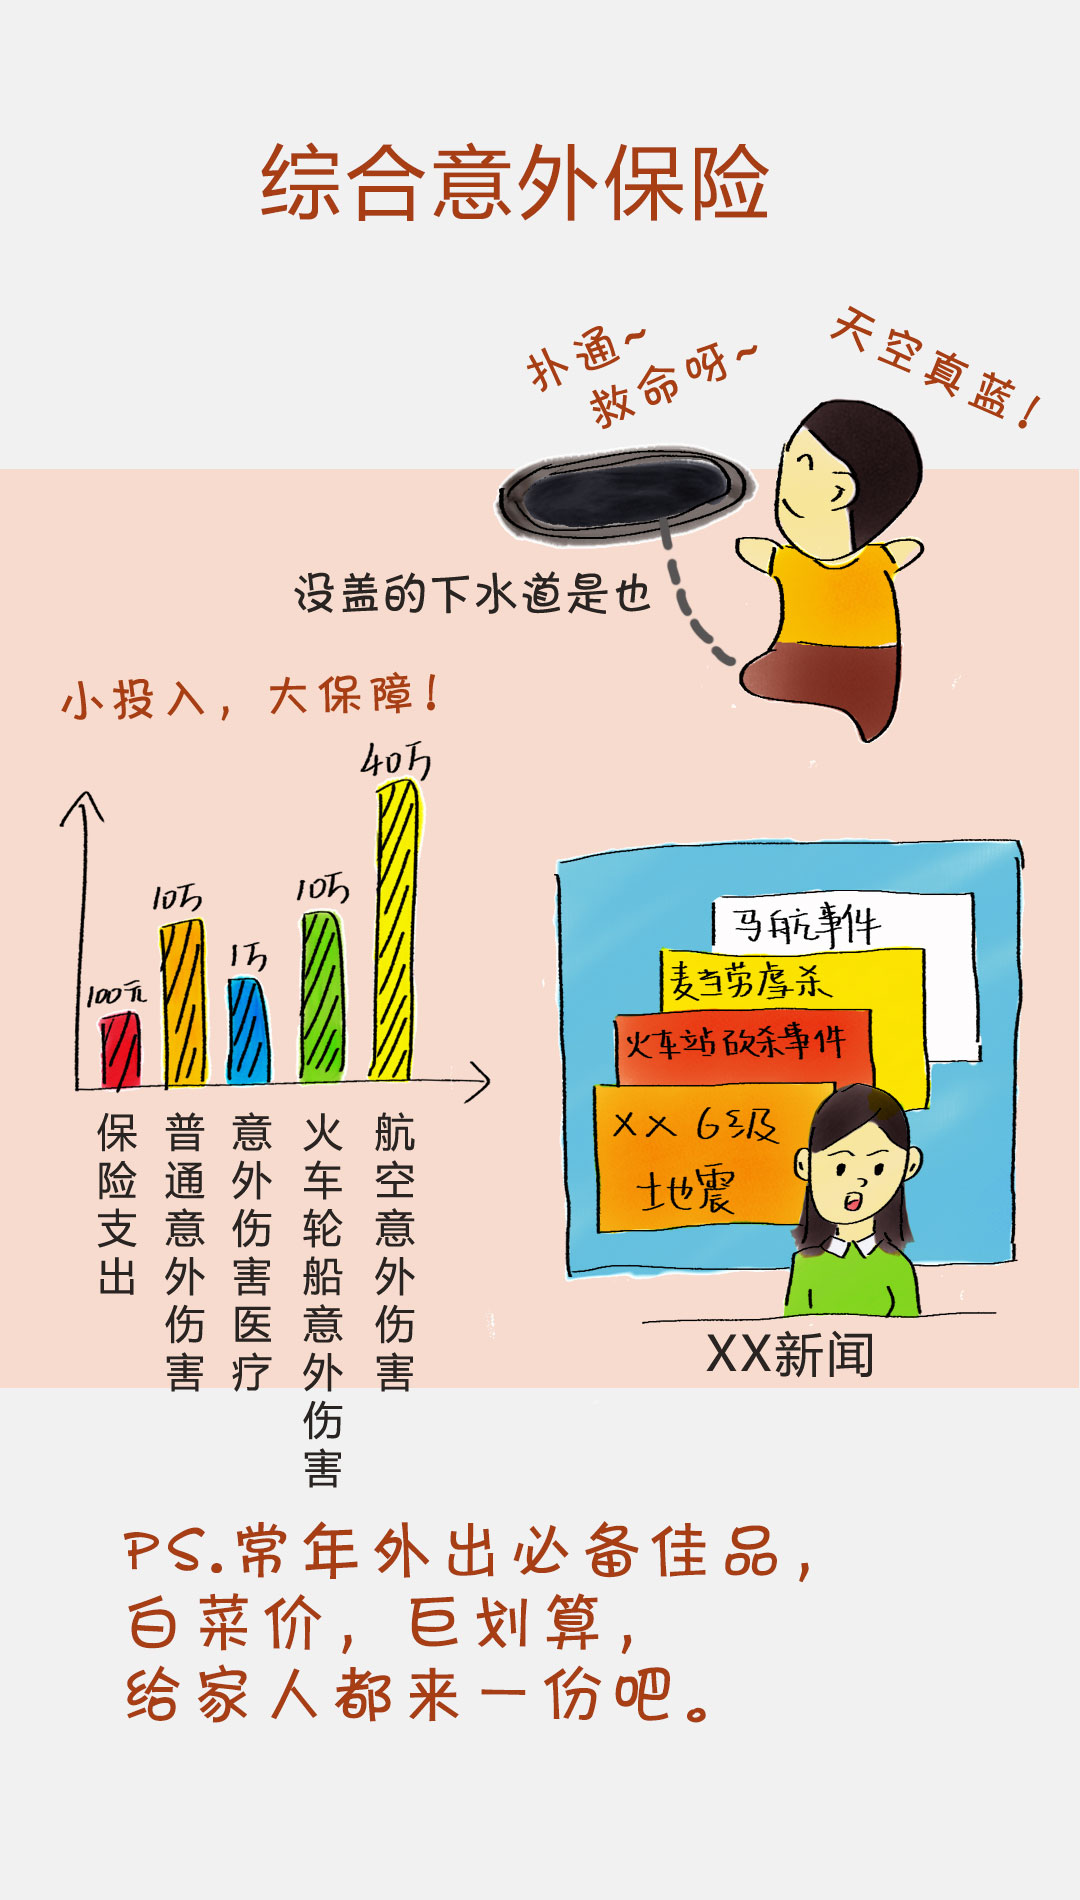 综合意外保险
扑通~
救命呀~
天空真蓝！
没盖的下水道是也
小投入，大保障！
40万
10万
10万
1万
100元
保险支出
普通意外伤害
意外伤害医疗
火车轮船意外伤害
航空意外伤害
马航事件
麦当劳虐杀
火车站砍杀事件
XX 6级
地震
XX新闻
PS.常年外出必备佳品，
白菜价，巨划算，
给家人都来一份吧。